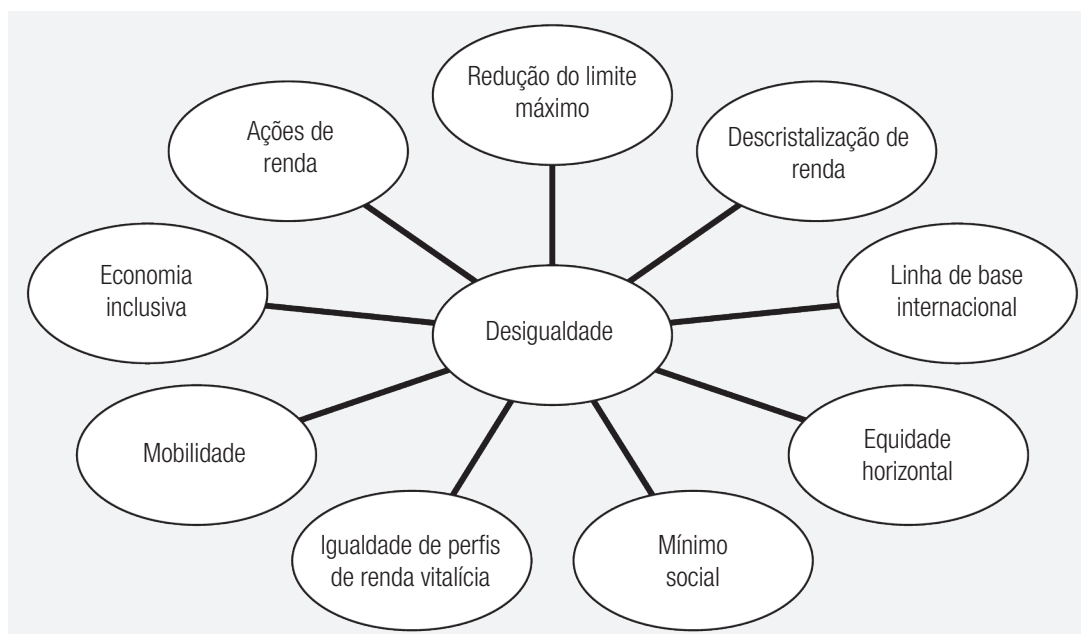 Redução do limite
máximo
Ações de
renda
Descristalização de
renda
Economia
inclusiva
Linha de base
internacional
Desigualdade
Mobilidade
Equidade
horizontal
Igualdade de perfis
de renda vitalícia
Mínimo
social